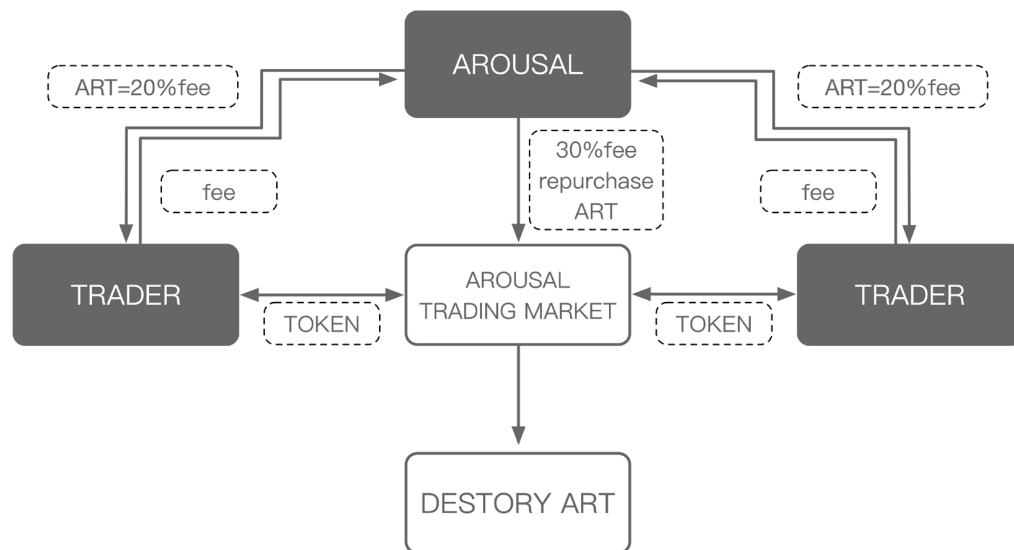 AROUSAL
ART=20%fee
ART=20%fee
30%fee
repurchase
ART
fee
fee
TRADER
AROUSAL
TRADING MARKET
TRADER
TOKEN
TOKEN
DESTORY ART